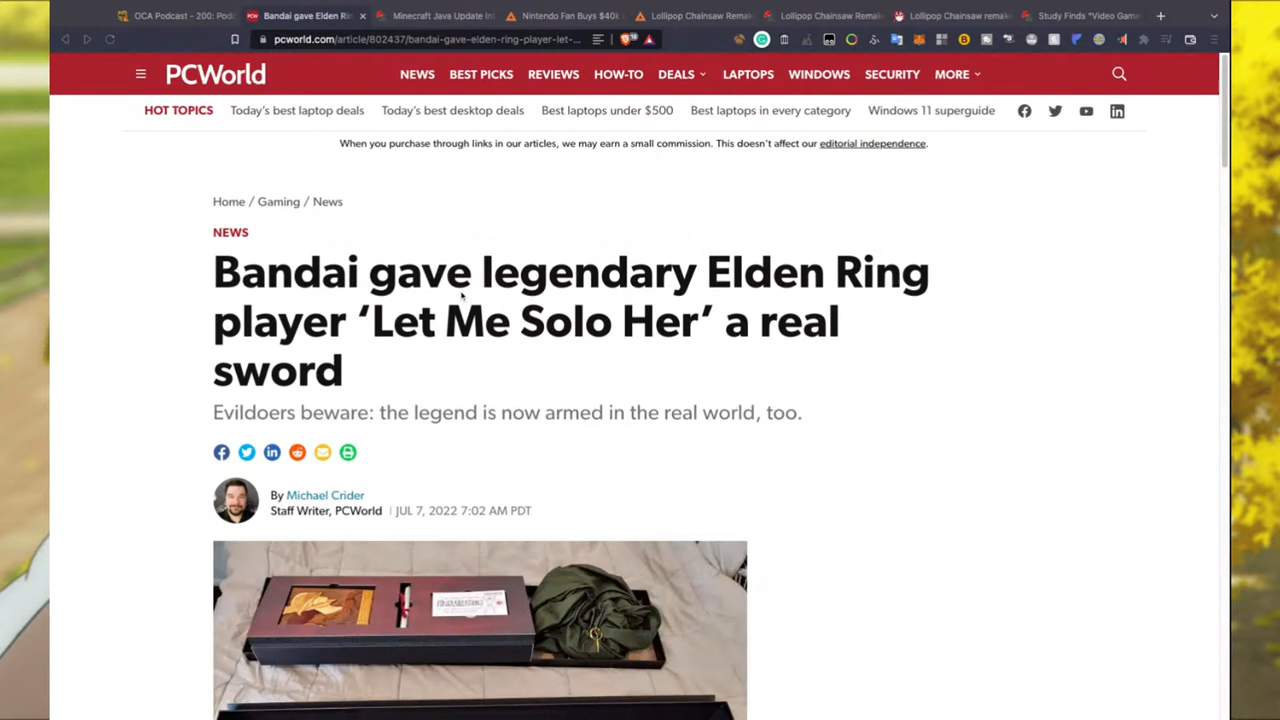 OCA Podcast - 200: Pod
Bandai gave Elden Ri
Minecraft Java Update In
Nintendo Fan Buys $40k
Lollipop Chainsaw Rema
Lollipop Chainsaw Remak
Lollipop Chainsaw remak
Study Finds "Video Game
pcworld.com/article/802437/bandai-gave-elden-ring-player-let-...
PCWorld
NEWS
BEST PICKS
REVIEWS
HOW-TO
DEALS
LAPTOPS
WINDOWS
SECURITY
MORE
HOT TOPICS
Today's best laptop deals
Today's best desktop deals
Best laptops under $500
Best laptops in every category
Windows 11 superguide
When you purchase through links in our articles, we may earn a small commission. This doesn't affect our editorial independence.
Home / Gaming / News
NEWS
Bandai gave legendary Elden Ring
player ‘Let Me Solo Her’ a real
sword
Evildoers beware: the legend is now armed in the real world, too.
By Michael Crider
Staff Writer, PCWorld | JUL 7, 2022 7:02 AM PDT
CONGRATULATIONS